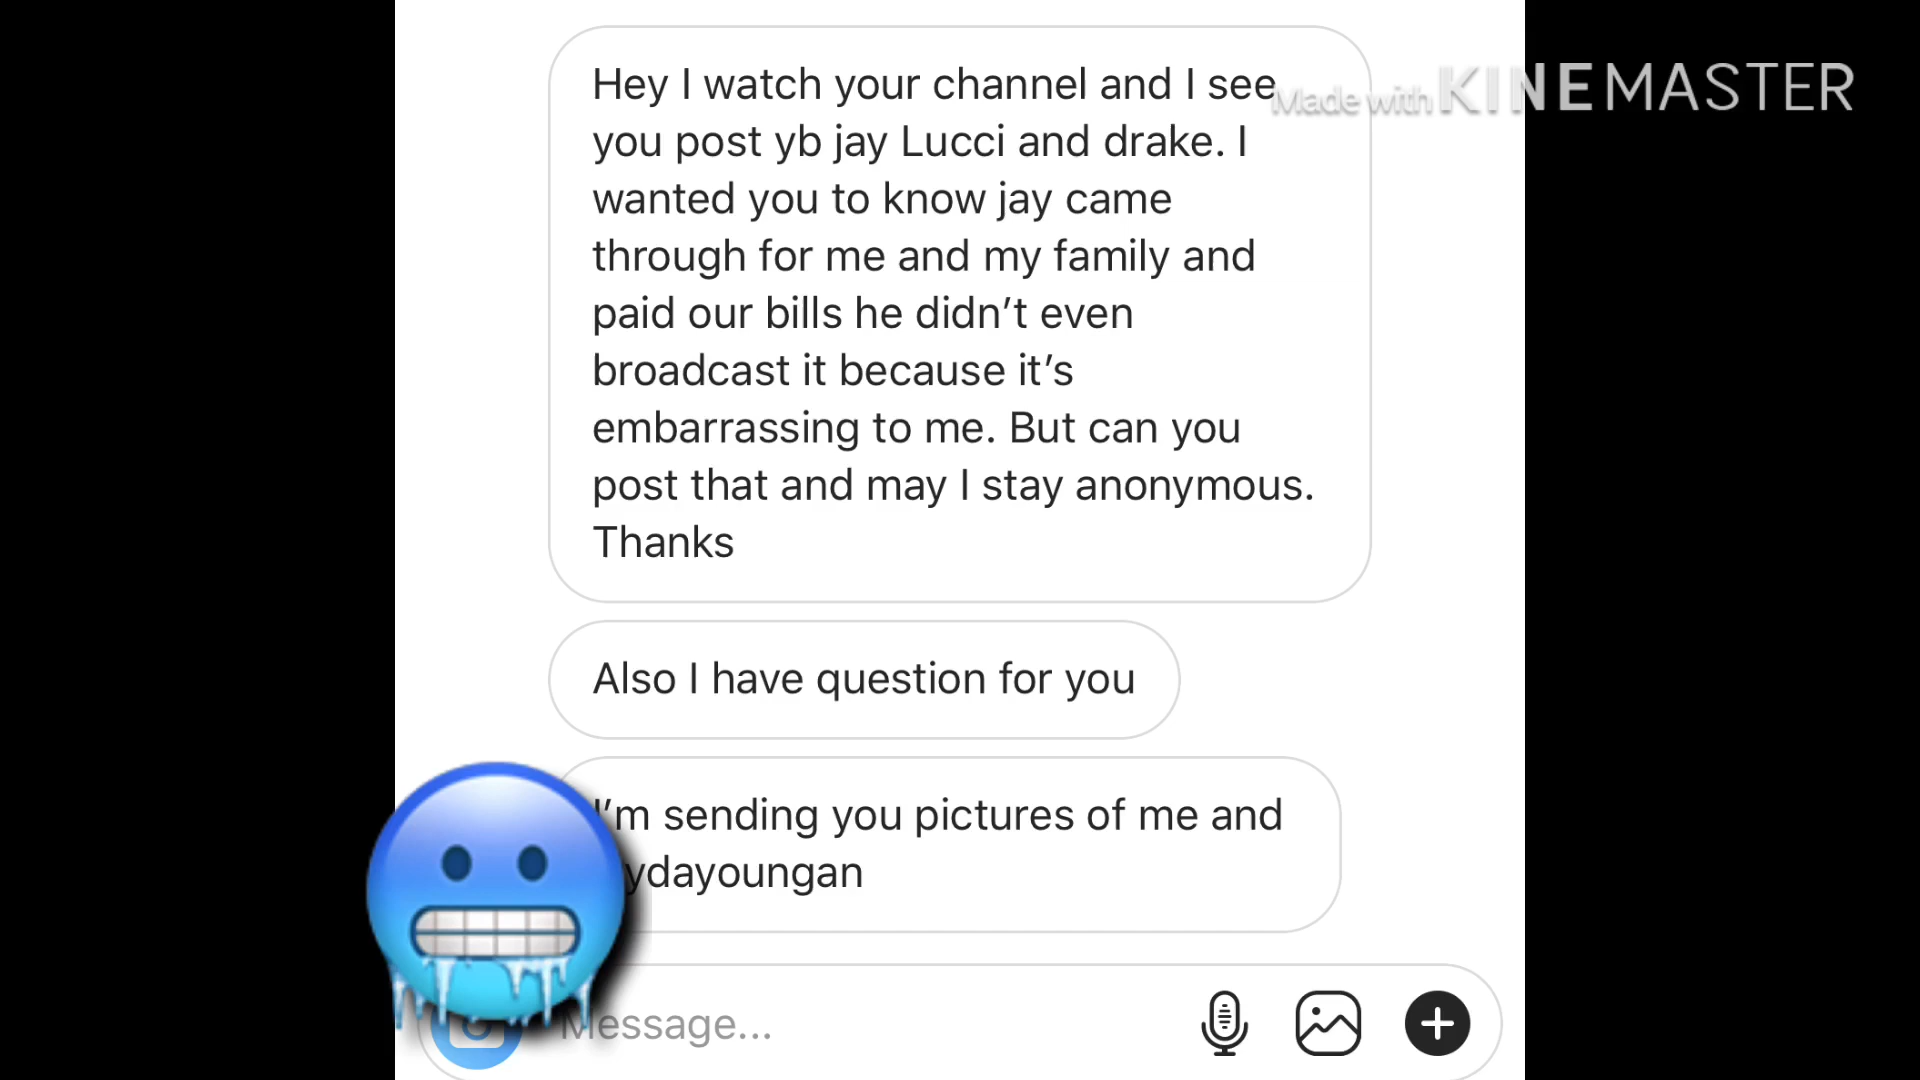 Hey I watch your channel and I see
you post yb jay Lucci and drake. I
wanted you to know jay came
through for me and my family and
paid our bills he didn’t even
broadcast it because it’s
embarrassing to me. But can you
post that and may I stay anonymous.
Thanks
Made with KINEMASTER
Also I have question for you
I’m sending you pictures of me and
ydayoungan
Message...